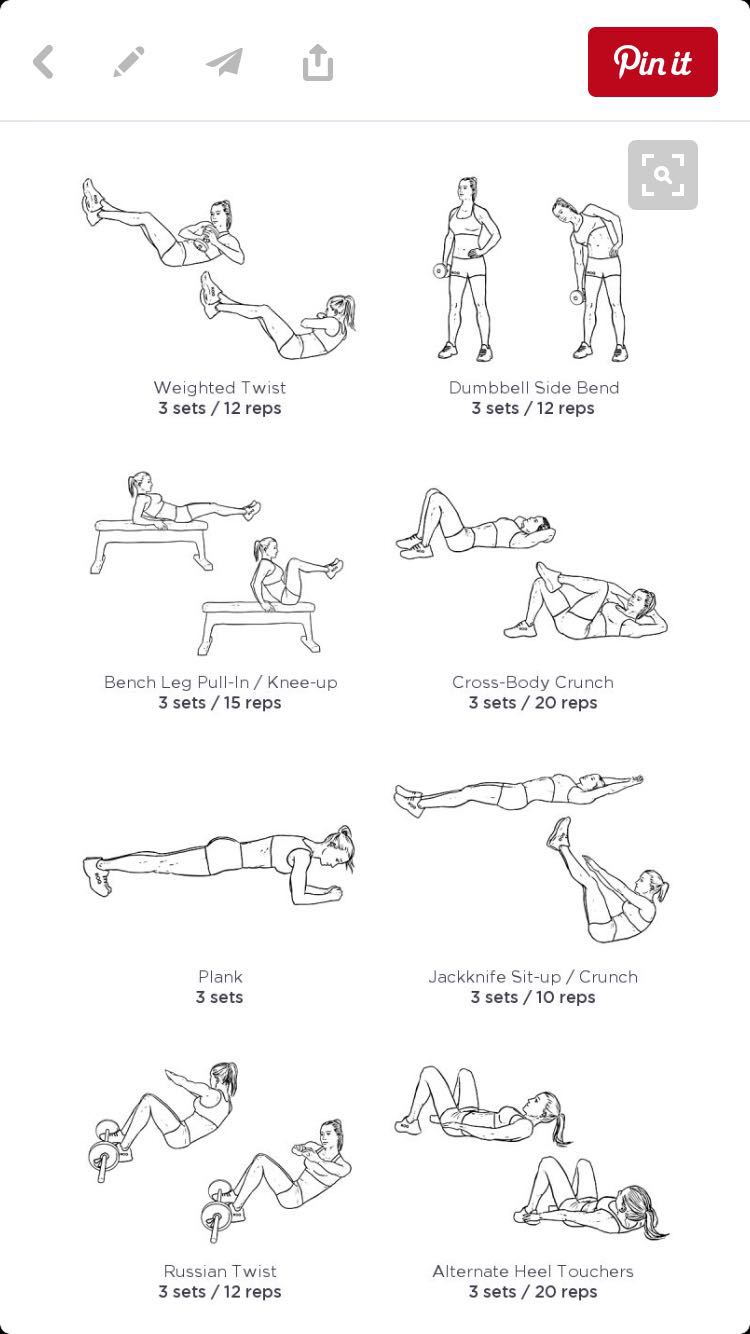 Pin it
Weighted Twist
3 sets / 12 reps
Dumbbell Side Bend
3 sets / 12 reps
Bench Leg Pull-In / Knee-up
3 sets / 15 reps
Cross-Body Crunch
3 sets / 20 reps
Plank
3 sets
Jackknife Sit-up / Crunch
3 sets / 10 reps
Russian Twist
3 sets / 12 reps
Alternate Heel Touchers
3 sets / 20 reps